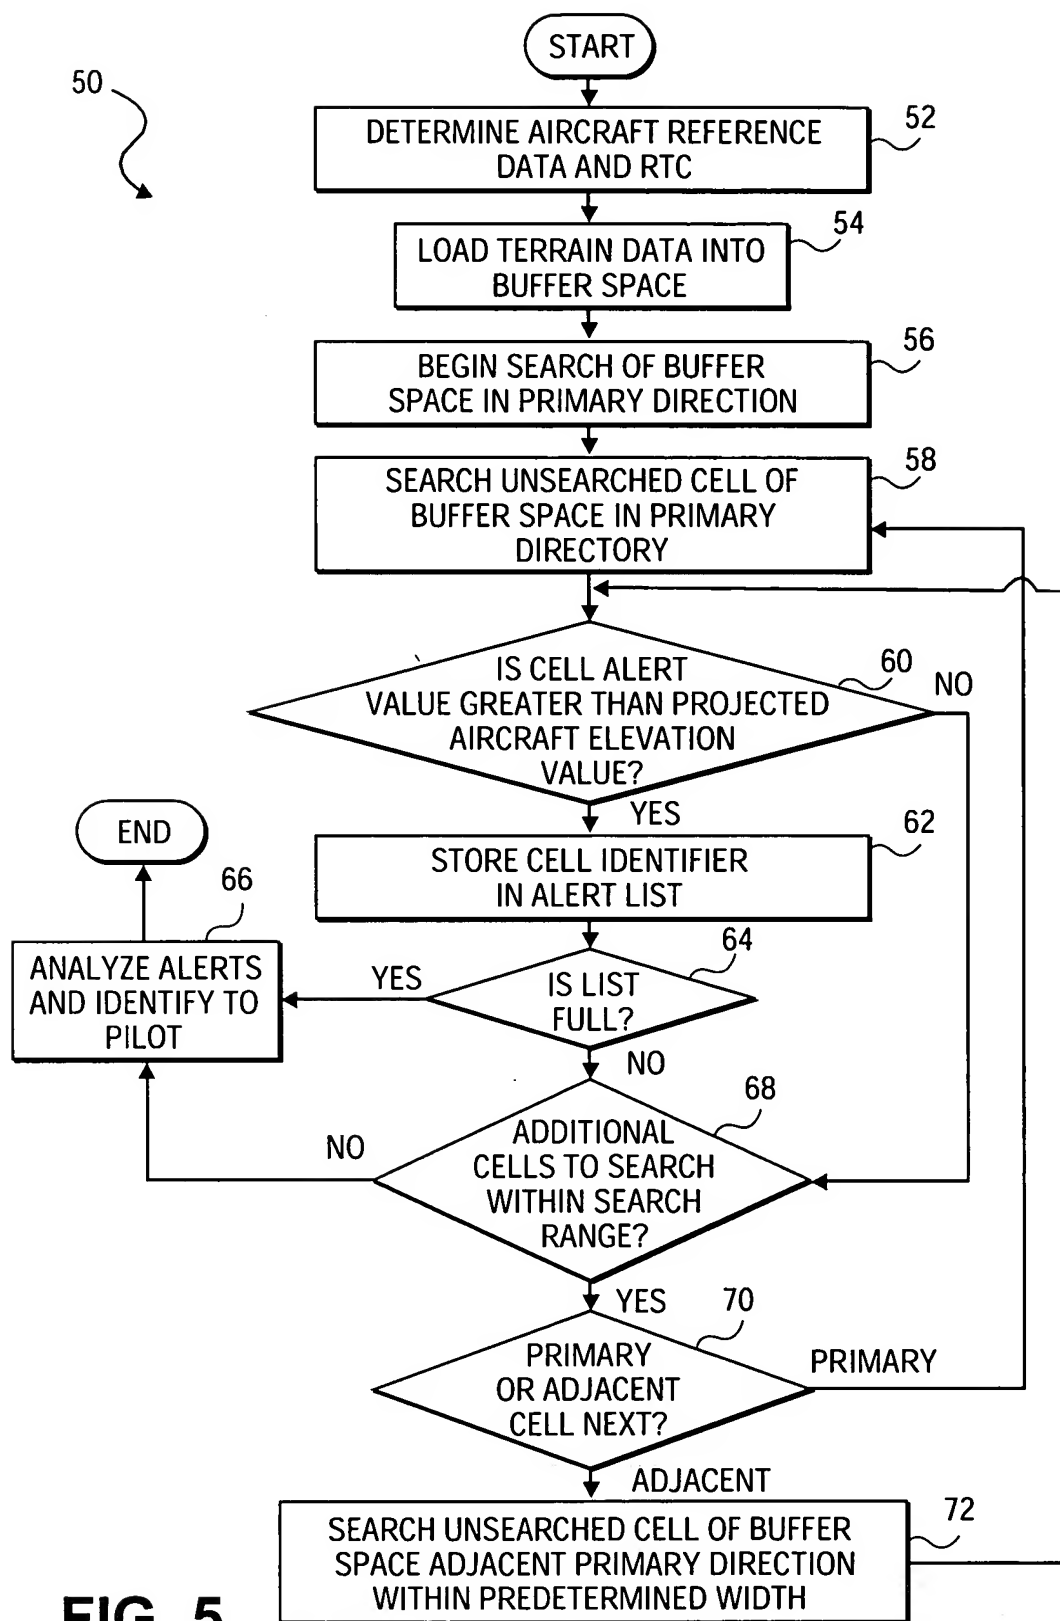 START
50
52
DETERMINE AIRCRAFT REFERENCE
DATA AND RTC
54
LOAD TERRAIN DATA INTO
BUFFER SPACE
56
BEGIN SEARCH OF BUFFER
SPACE IN PRIMARY DIRECTION
58
SEARCH UNSEARCHED CELL OF
BUFFER SPACE IN PRIMARY
DIRECTORY
60
IS CELL ALERT
VALUE GREATER THAN PROJECTED
AIRCRAFT ELEVATION
VALUE?
NO
YES
END
62
STORE CELL IDENTIFIER
IN ALERT LIST
66
64
ANALYZE ALERTS
AND IDENTIFY TO
PILOT
YES
IS LIST
FULL?
NO
68
NO
ADDITIONAL
CELLS TO SEARCH
WITHIN SEARCH
RANGE?
YES
70
PRIMARY
OR ADJACENT
CELL NEXT?
PRIMARY
ADJACENT
72
SEARCH UNSEARCHED CELL OF BUFFER
SPACE ADJACENT PRIMARY DIRECTION
WITHIN PREDETERMINED WIDTH
FIG. 5